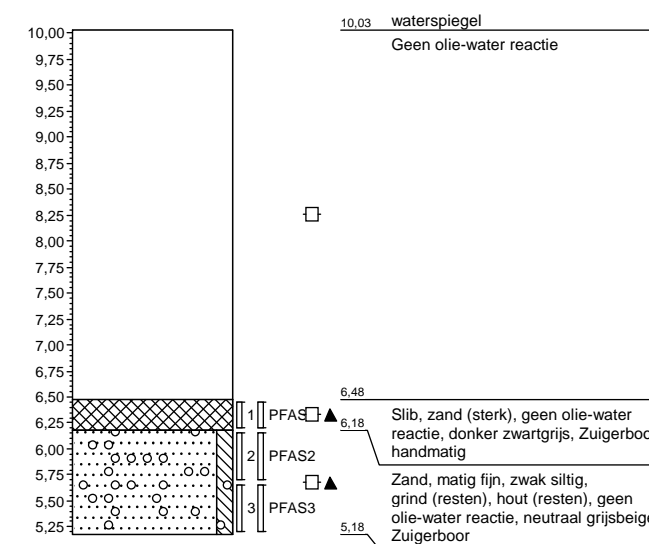 10,03 waterspiegel
Geen olie-water reactie
10,00
9,75
9,50
9,25
9,00
8,75
8,50
8,25
8,00
7,75
7,50
7,25
7,00
6,75
6,50
6,25
6,00
5,75
5,50
5,25
1 PFAS
2 PFAS2
3 PFAS3
6,48
Slib, zand (sterk), geen olie-water
reactie, donker zwartgrijs,
handmatig
6,18
Zand, matig fijn, zwak siltig,
grind (resten), hout (resten), geen
olie-water reactie, neutraal
Zuigerboor
5,18